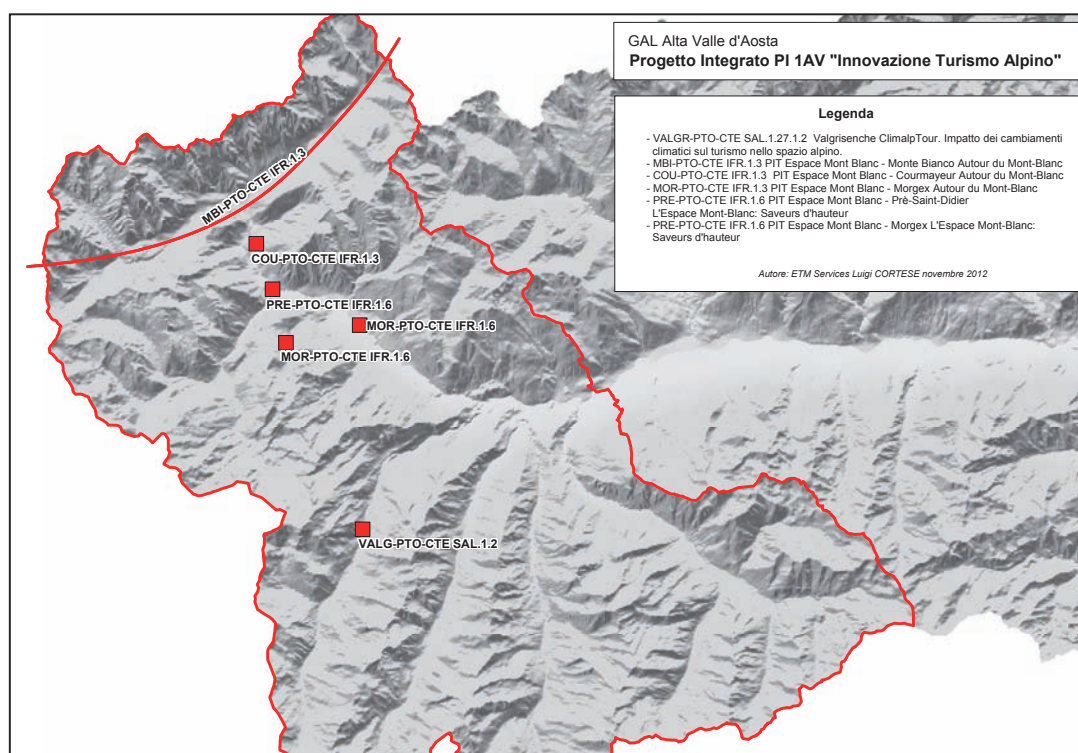 GAL Alta Valle d'Aosta
Progetto Integrato PI 1AV "Innovazione Turismo Alpino"
Legenda
- VALGR-PTO-CTE SAL.1.27.1.2 Valgrisenche ClimalpTour. Impatto dei cambiamenti
climatici sul turismo nello spazio alpino.
- MBI-PTO-CTE IFR.1.3 PIT Espace Mont Blanc - Monte Bianco Autour du Mont-Blanc
- COU-PTO-CTE IFR.1.3 PIT Espace Mont Blanc - Courmayeur Autour du Mont-Blanc
- MOR-PTO-CTE IFR.1.3 PIT Espace Mont Blanc - Morgex Autour du Mont-Blanc
- PRE-PTO-CTE IFR.1.6 PIT Espace Mont Blanc - Prè-Saint-Didier
L'Espace Mont-Blanc: Saveurs d'hauteur
- PRE-PTO-CTE IFR.1.6 PIT Espace Mont Blanc - Morgex L'Espace Mont-Blanc:
Saveurs d'hauteur
Autore: ETM Services Luigi CORTESE novembre 2012
MBI-PTO-CTE IFR.1.3
COU-PTO-CTE IFR.1.3
PRE-PTO-CTE IFR.1.6
MOR-PTO-CTE IFR.1.6
MOR-PTO-CTE IFR.1.6
VALG-PTO-CTE SAL.1.2